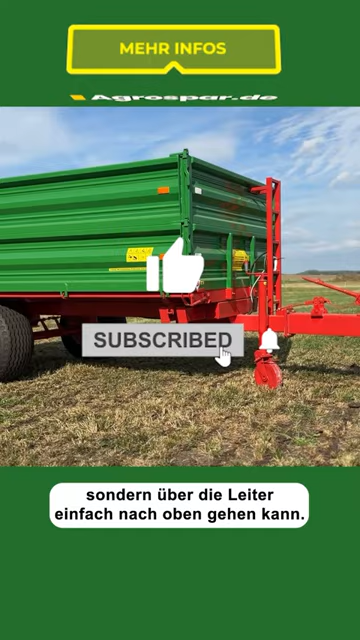 MEHR INFOS
Agrospar.de
SUBSCRIBED
sondern über die Leiter
einfach nach oben gehen kann.